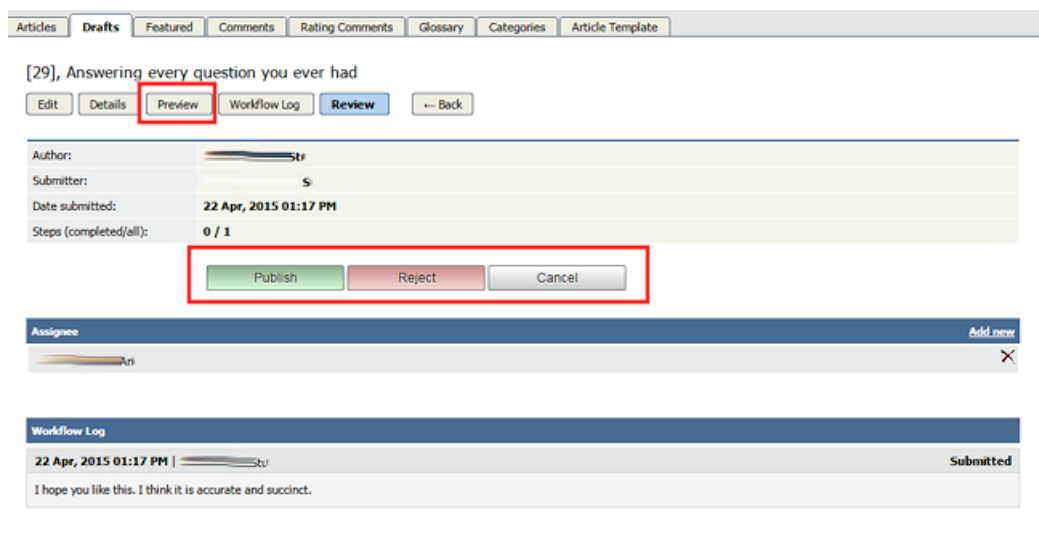 Articles Drafts Featured Comments Rating Comments Glossary Categories Article Template
[29], Answering every question you ever had
Edit Details Preview Workflow Log Review ← Back
Author:
Submitter:
Date submitted: 22 Apr, 2015 01:17 PM
Steps (completed/all): 0 / 1
Publish Reject Cancel
Assignee Add new
Workflow Log
22 Apr, 2015 01:17 PM | Submitted
I hope you like this. I think it is accurate and succinct.